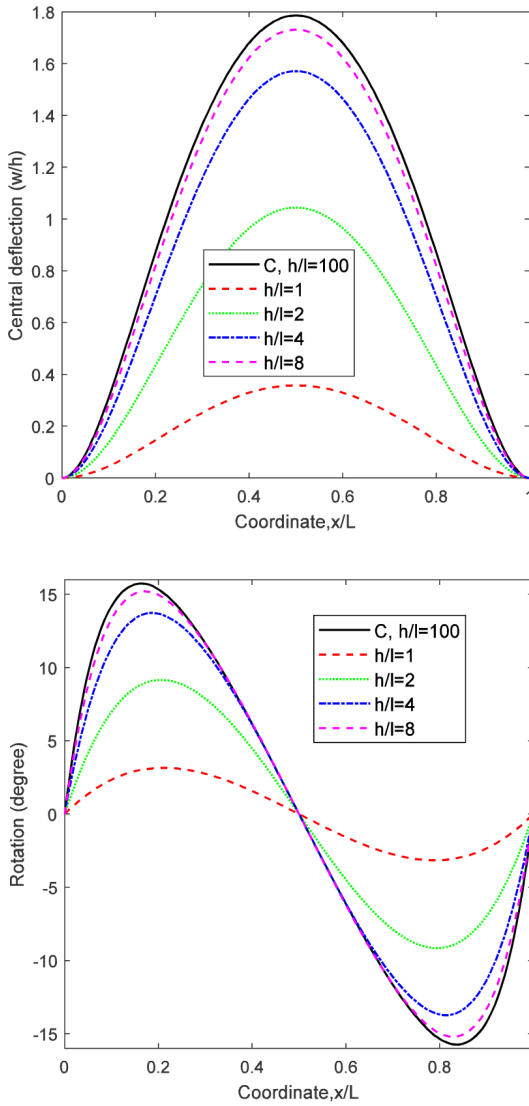 1.8
1.6
1.4
1.2
1
0.8
0.6
0.4
0.2
0
Central deflection (w/h)
C, h/l=100
h/l=1
h/l=2
h/l=4
h/l=8
0 0.2 0.4 0.6 0.8 1
Coordinate,x/L
15
10
5
0
-5
-10
-15
Rotation (degree)
C, h/l=100
h/l=1
h/l=2
h/l=4
h/l=8
0 0.2 0.4 0.6 0.8
Coordinate,x/L